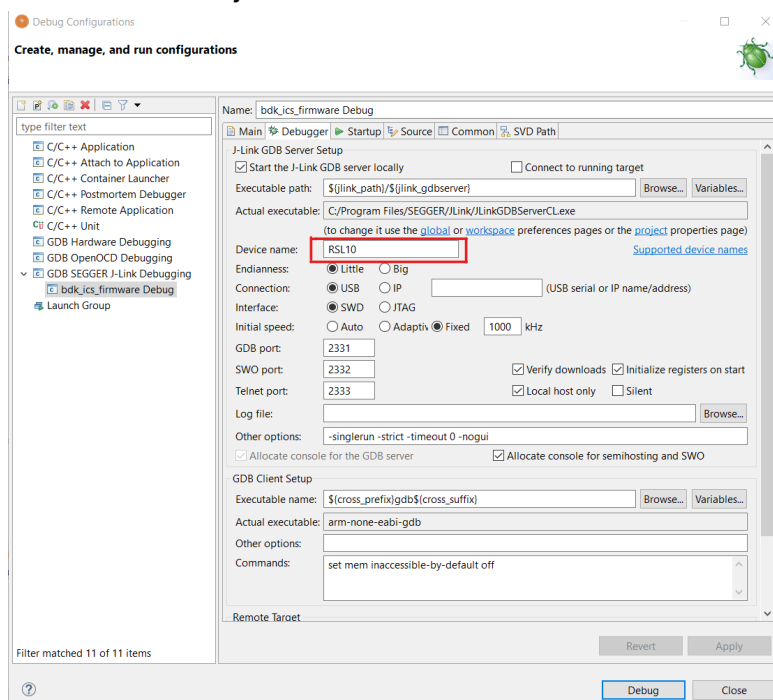 Debug Configurations
Create, manage, and run configurations
type filter text
C/C++ Application
C/C++ Attach to Application
C/C++ Container Launcher
C/C++ Postmortem Debugger
C/C++ Remote Application
C/C++ Unit
GDB Hardware Debugging
GDB OpenOCD Debugging
GDB SEGGER J-Link Debugging
bdk_ics_firmware Debug
Launch Group
Filter matched 11 of 11 items
Name: bdk_ics_firmware Debug
Main Debugger Startup Source Common SVD Path
J-Link GDB Server Setup
Start the J-Link GDB server locally Connect to running target
Executable path: ${jlink_path}/${jlink_gdbserver} Browse... Variables...
Actual executable: C:/Program Files/SEGGER/JLink/JLinkGDBServerCL.exe
(to change it use the global or workspace preferences pages or the project properties page)
Device name: RSL10 Supported device names
Endianness: Little Big
Connection: USB IP (USB serial or IP name/address)
Interface: SWD JTAG
Initial speed: Auto Adaptiv Fixed 1000 kHz
GDB port: 2331
SWO port: 2332 Verify downloads Initialize registers on start
Telnet port: 2333 Local host only Silent
Log file: Browse...
Other options: -singlerun -strict -timeout 0 -nogui
Allocate console for the GDB server Allocate console for semihosting and SWO
GDB Client Setup
Executable name: ${cross_prefix}gdb${cross_suffix} Browse... Variables...
Actual executable: arm-none-eabi-gdb
Other options:
Commands: set mem inaccessible-by-default off
Remote Target
Revert Apply
Debug Close